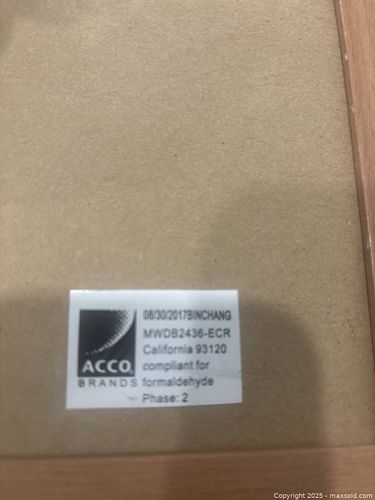 ACCO
BRANDS
08/30/2017BINCHANG
MWDB2436-ECR
California 93120
compliant for
formaldehyde
Phase: 2
Copyright © 2025 - maxsold.com